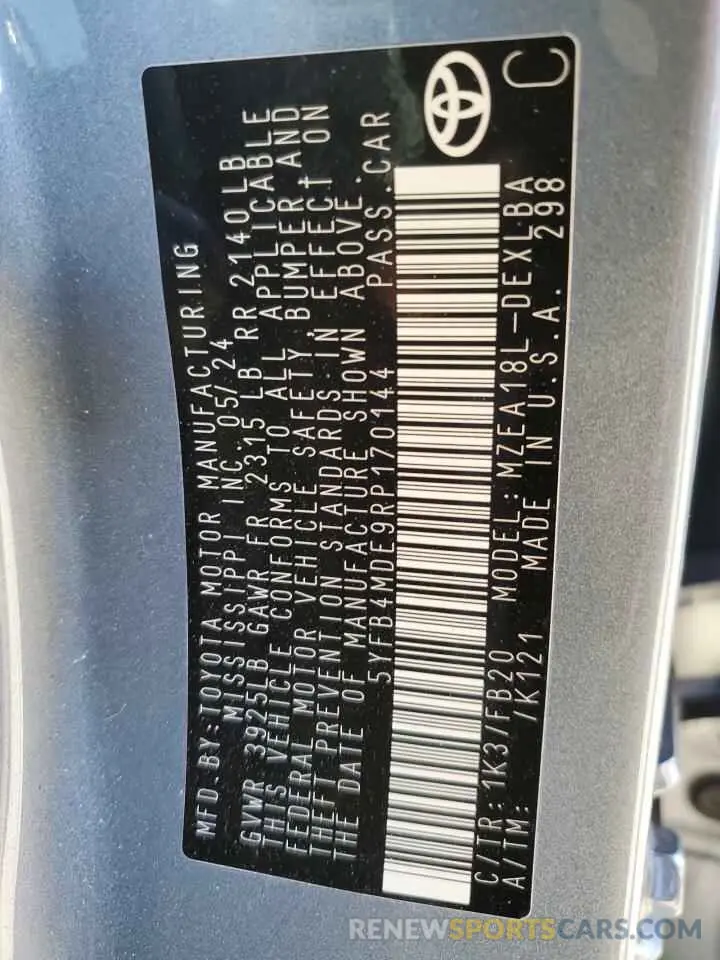 MFD.BY:TOYOTA MOTOR MANUFACTURING
MISSISSIPPI INC. 05/24
GVWR 3925LB GAWR FR 2315 LB RR 2140LB
THIS VEHICLE CONFORMS TO ALL APPLICABLE
FEDERAL MOTOR VEHICLE SAFETY,BUMPER,AND
THEFT PREVENTION STANDARDS IN EFFECT ON
THE DATE OF MANUFACTURE SHOWN ABOVE.
5YFB4MDE9RP170144 PASS.CAR
C/TR:1K3/FB20 MODEL:MZEA18L-DEXLBA
A/TM: /K121 MADE IN U.S.A. 298
C
RENEWSPORTSCARS.COM